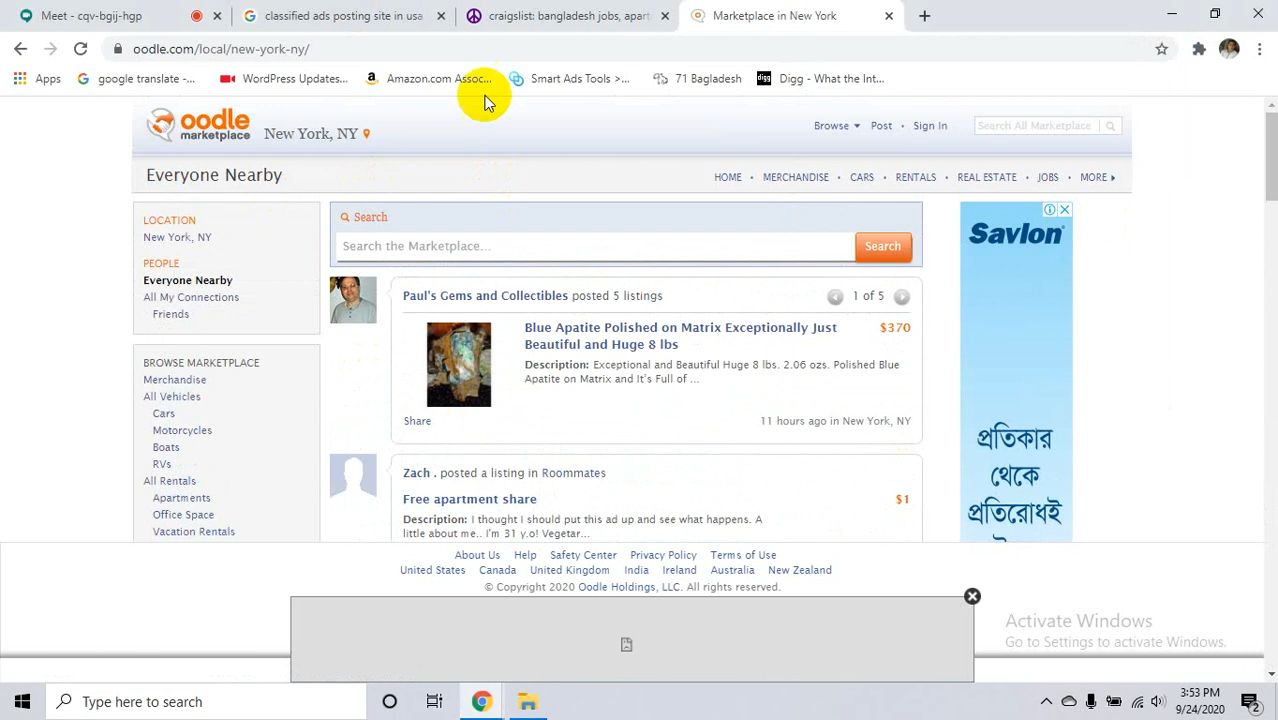 Meet - cqv-bgij-hgp
classified ads posting site in usa
craigslist: bangladesh jobs, apart
Marketplace in New York
oodle.com/local/new-york-ny/
Apps
google translate -...
WordPress Updates...
Amazon.com Assoc...
Smart Ads Tools >...
71 Bagladesh
digg
Digg - What the Int...
oodle
marketplace
New York, NY
Browse
Post
Sign In
Search All Marketplace
Everyone Nearby
HOME
MERCHANDISE
CARS
RENTALS
REAL ESTATE
JOBS
MORE
LOCATION
New York, NY
PEOPLE
Everyone Nearby
All My Connections
Friends
BROWSE MARKETPLACE
Merchandise
All Vehicles
Cars
Motorcycles
Boats
RVs
All Rentals
Apartments
Office Space
Vacation Rentals
Search
Search the Marketplace...
Search
Paul's Gems and Collectibles posted 5 listings
1 of 5
Blue Apatite Polished on Matrix Exceptionally Just
Beautiful and Huge 8 lbs
$370
Description: Exceptional and Beautiful Huge 8 lbs. 2.06 ozs. Polished Blue
Apatite on Matrix and It's Full of ...
Share
11 hours ago in New York, NY
Zach . posted a listing in Roommates
Free apartment share
$1
Description: I thought I should put this ad up and see what happens. A
little about me.. I'm 31 y.o! Vegetar...
Savlon
প্রতিকার
থেকে
প্রতিরোধই
About Us Help Safety Center Privacy Policy Terms of Use
United States Canada United Kingdom India Ireland Australia New Zealand
© Copyright 2020 Oodle Holdings, LLC. All rights reserved.
Activate Windows
Go to Settings to activate Windows.
Type here to search
3:53 PM
9/24/2020
2